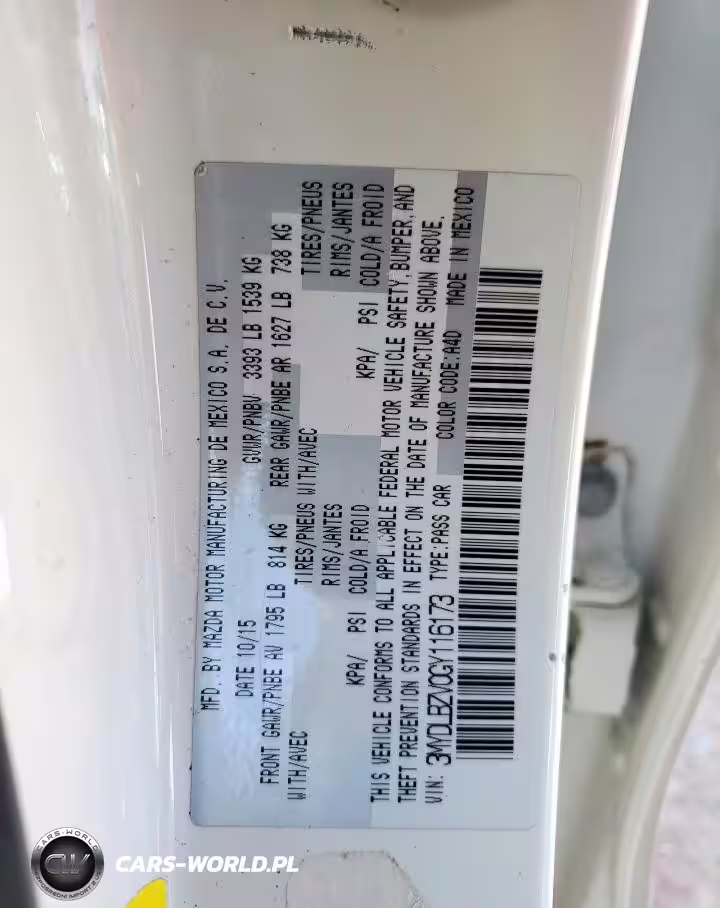 MFD. BY MAZDA MOTOR MANUFACTURING DE MEXICO S.A. DE C.V.
DATE 10/15 GVWR/PNBV 3393 LB 1539 KG
FRONT GAWR/PNBE AV 1795 LB 814 KG REAR GAWR/PNBE AR 1627 LB 738 KG
WITH/AVEC TIRES/PNEUS WITH/AVEC TIRES/PNEUS
RIMS/JANTES RIMS/JANTES
KPA/ PSI COLD/A FROID KPA/ PSI COLD/A FROID
THIS VEHICLE CONFORMS TO ALL APPLICABLE FEDERAL MOTOR VEHICLE SAFETY, BUMPER, AND
THEFT PREVENTION STANDARDS IN EFFECT ON THE DATE OF MANUFACTURE SHOWN ABOVE.
VIN: 3MYDLBZV0GY116173 TYPE:PASS CAR COLOR CODE:A4D MADE IN MEXICO
CARS-WORLD
CW
CARS-WORLD.PL